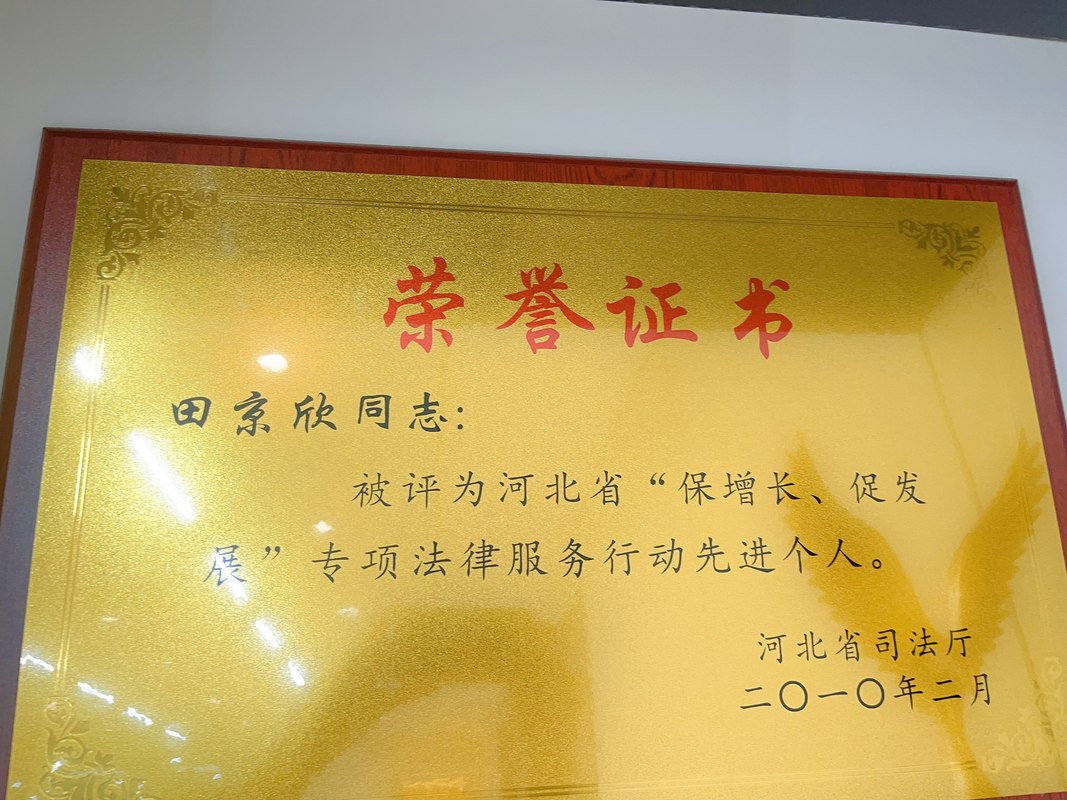 荣誉证书
田京欣同志：
被评为河北省“保增长、促发
展”专项法律服务行动先进个人。
河北省司法厅
二〇一〇年二月